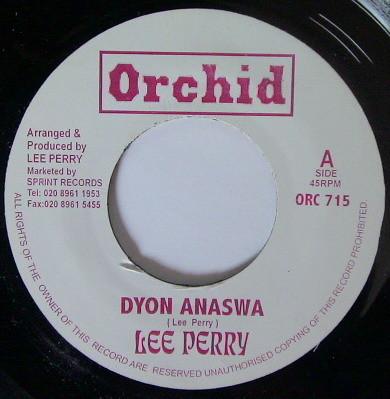 Orchid
Arranged &
Produced by
LEE PERRY
Marketed by
SPRINT RECORDS
Tel: 020 8961 1953
Fax:020 8961 5455
A
SIDE
45RPM
ORC 715
DYON ANASWA
( Lee Perry )
LEE PERRY
ALL RIGHTS OF THE OWNER OF THIS RECORD ARE RESERVED UNAUTHORISED COPYING OF THIS RECORD PROHIBITED